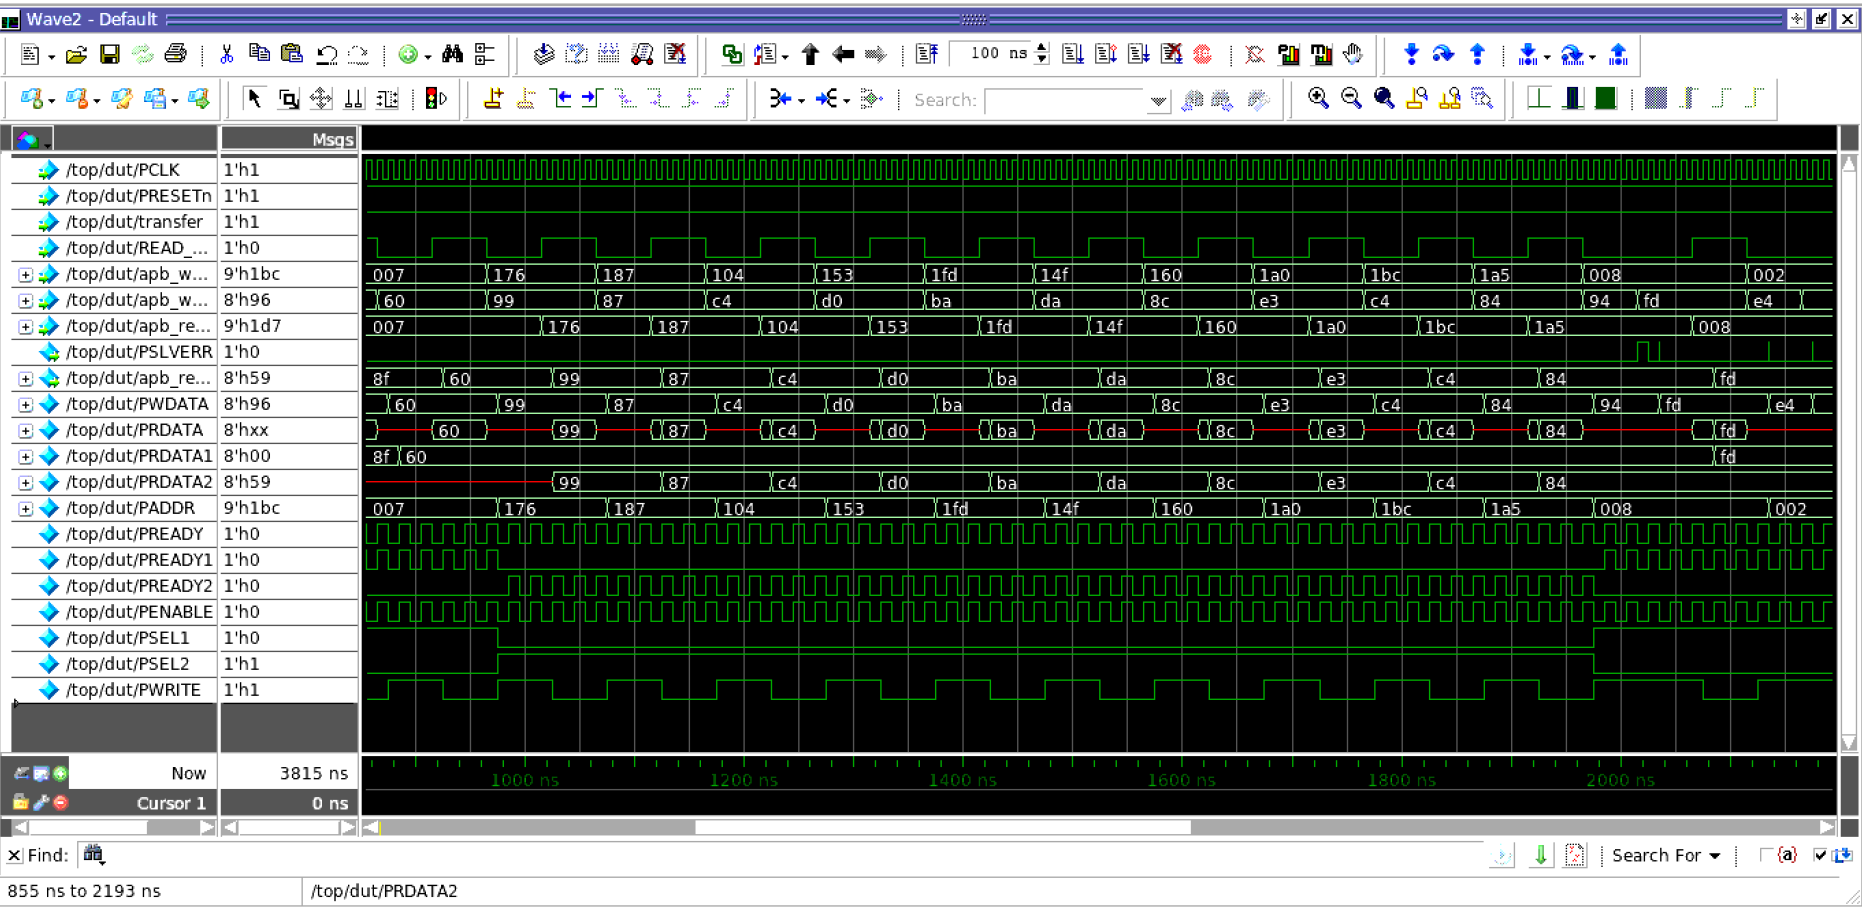 Wave2 - Default
100 ns
Search:
Msgs
/top/dut/PCLK 1'h1
/top/dut/PRESETn 1'h1
/top/dut/transfer 1'h1
/top/dut/READ_... 1'h0
/top/dut/apb_w... 9'h1bc 007 176 187 104 153 1fd 14f 160 1a0 1bc 1a5 008 002
/top/dut/apb_w... 8'h96 60 99 87 c4 d0 ba da 8c e3 c4 84 94 fd e4
/top/dut/apb_re... 9'h1d7 007 176 187 104 153 1fd 14f 160 1a0 1bc 1a5 008
/top/dut/PSLVERR 1'h0
/top/dut/apb_re... 8'h59 8f 60 99 87 c4 d0 ba da 8c e3 c4 84 fd
/top/dut/PWDATA 8'h96 60 99 87 c4 d0 ba da 8c e3 c4 84 94 fd e4
/top/dut/PRDATA 8'hxx 60 99 87 c4 d0 ba da 8c e3 c4 84 fd
/top/dut/PRDATA1 8'h00 8f 60 fd
/top/dut/PRDATA2 8'h59 99 87 c4 d0 ba da 8c e3 c4 84
/top/dut/PADDR 9'h1bc 007 176 187 104 153 1fd 14f 160 1a0 1bc 1a5 008 002
/top/dut/PREADY 1'h0
/top/dut/PREADY1 1'h0
/top/dut/PREADY2 1'h0
/top/dut/PENABLE 1'h0
/top/dut/PSEL1 1'h0
/top/dut/PSEL2 1'h1
/top/dut/PWRITE 1'h1
Now 3815 ns 1000 ns 1200 ns 1400 ns 1600 ns 1800 ns 2000 ns
Cursor 1 0 ns
Find: Search For {a}
855 ns to 2193 ns /top/dut/PRDATA2